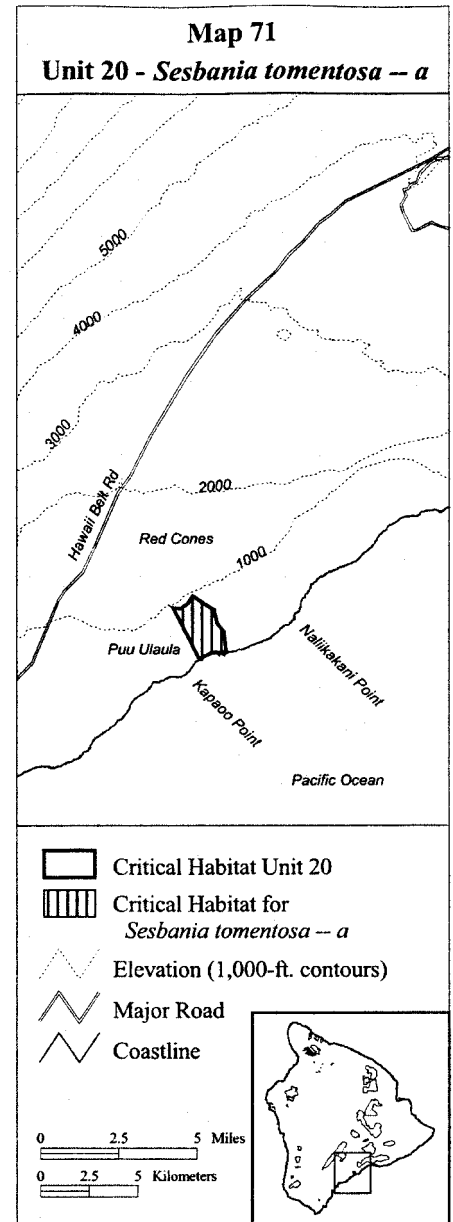 Map 71
Unit 20 - Sesbania tomentosa -- a
5000
4000
3000
Hawaii Belt Rd
2000
Red Cones
1000
Puu Ulaula
Naliikakani Point
Kapaoo Point
Pacific Ocean
Critical Habitat Unit 20
Critical Habitat for
Sesbania tomentosa -- a
Elevation (1,000-ft. contours)
Major Road
Coastline
0 2.5 5 Miles
0 2.5 5 Kilometers